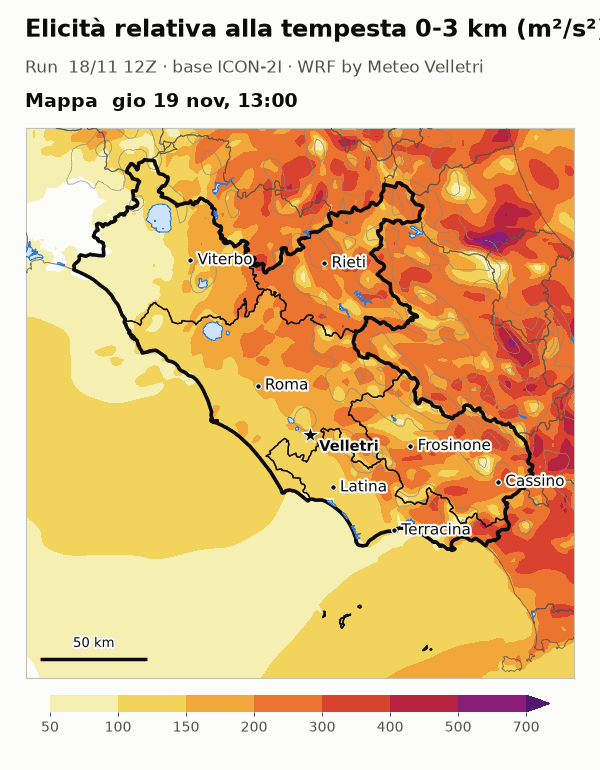 Elicità relativa alla tempesta 0-3 km (m²/s²)
Run 18/11 12Z · base ICON-2I · WRF by Meteo Velletri
Mappa gio 19 nov, 13:00
Viterbo
Rieti
Roma
Velletri
Frosinone
Cassino
Latina
Terracina
50 km
50 100 150 200 300 400 500 700